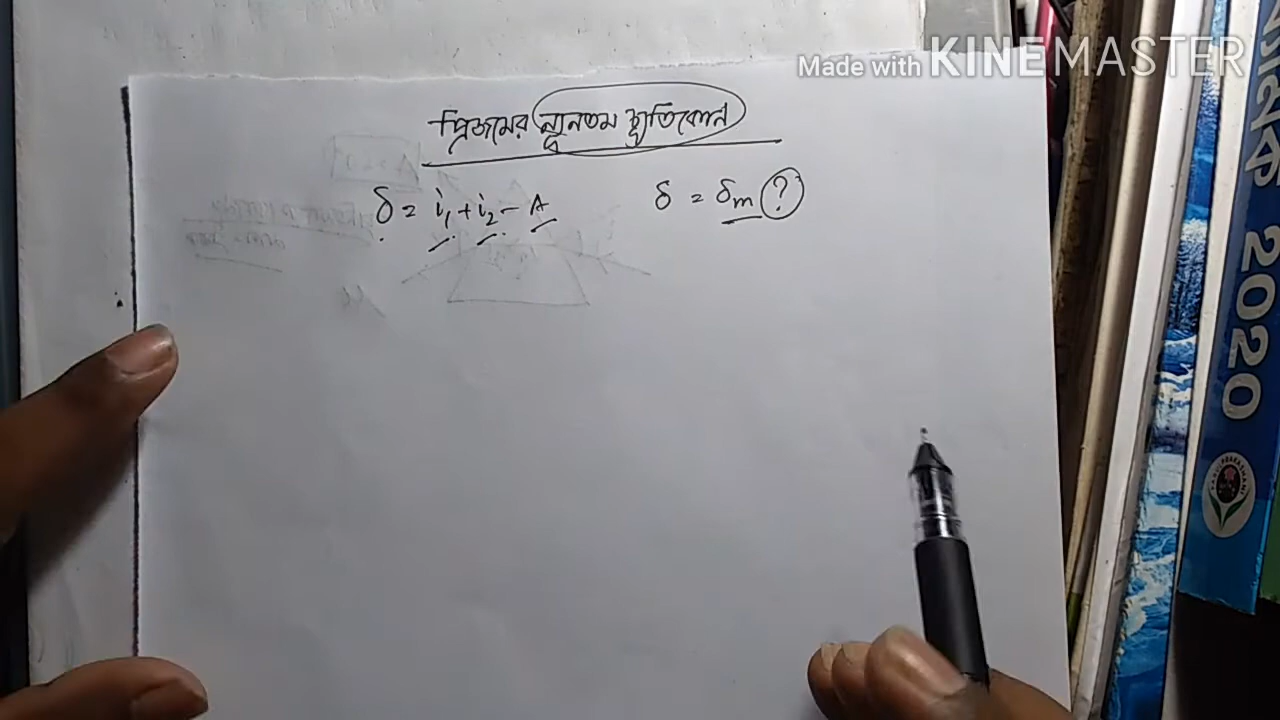 Made with KINEMASTER
প্রিজমের ন্যূনতম চ্যুতিকোন
δ = i₁ + i₂ - A
δ = δm ?
2020